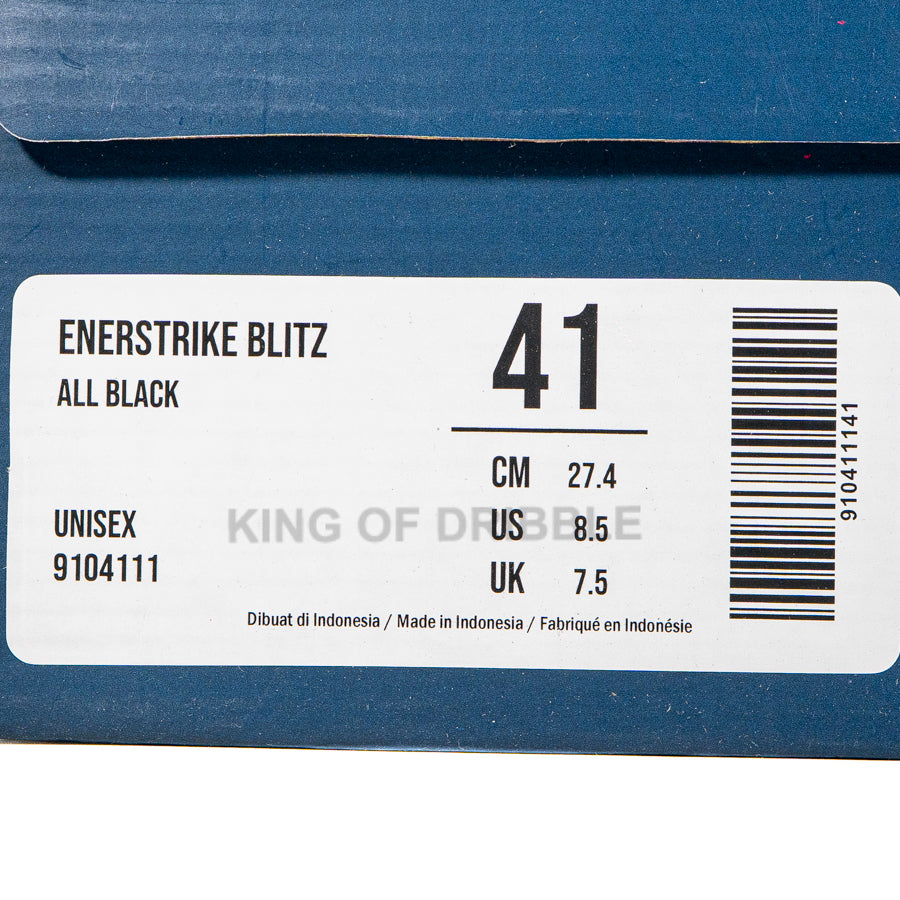 ENERSTRIKE BLITZ
ALL BLACK
UNISEX
9104111
41
CM 27.4
US 8.5
UK 7.5
KING OF DRIBBLE
Dibuat di Indonesia / Made in Indonesia / Fabriqué en Indonésie
910411141